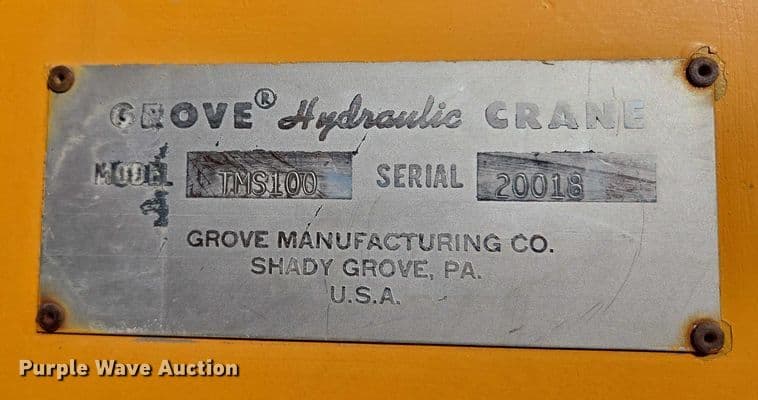 GROVE® Hydraulic CRANE
MODEL TMS100 SERIAL 20018
GROVE MANUFACTURING CO.
SHADY GROVE, PA.
U.S.A.
Purple Wave Auction